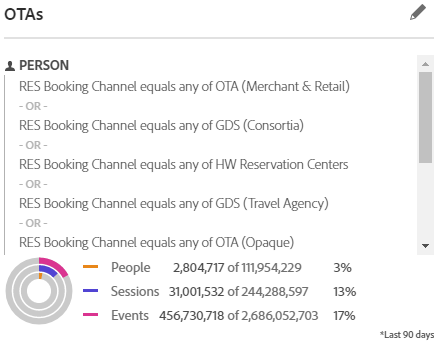 OTAs
PERSON
RES Booking Channel equals any of OTA (Merchant & Retail)
- OR -
RES Booking Channel equals any of GDS (Consortia)
- OR -
RES Booking Channel equals any of HW Reservation Centers
- OR -
RES Booking Channel equals any of GDS (Travel Agency)
- OR -
RES Booking Channel equals any of OTA (Opaque)
People 2,804,717 of 111,954,229 3%
Sessions 31,001,532 of 244,288,597 13%
Events 456,730,718 of 2,686,052,703 17%
*Last 90 days